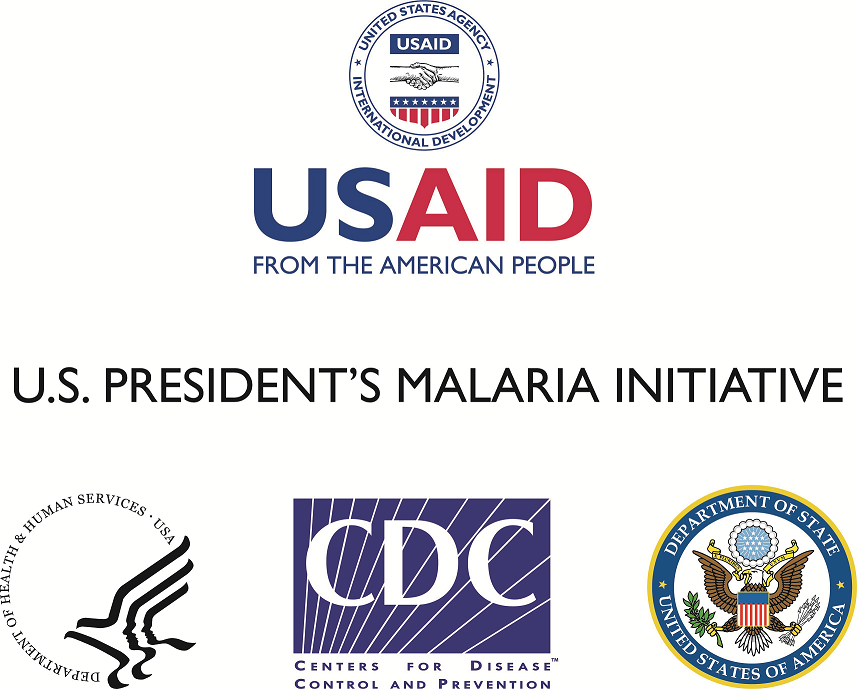 UNITED STATES AGENCY
USAID
INTERNATIONAL DEVELOPMENT
USAID
FROM THE AMERICAN PEOPLE
U.S. PRESIDENT'S MALARIA INITIATIVE
DEPARTMENT OF HEALTH & HUMAN SERVICES · USA
CDC
CENTERS FOR DISEASE™
CONTROL AND PREVENTION
DEPARTMENT OF STATE
UNITED STATES OF AMERICA